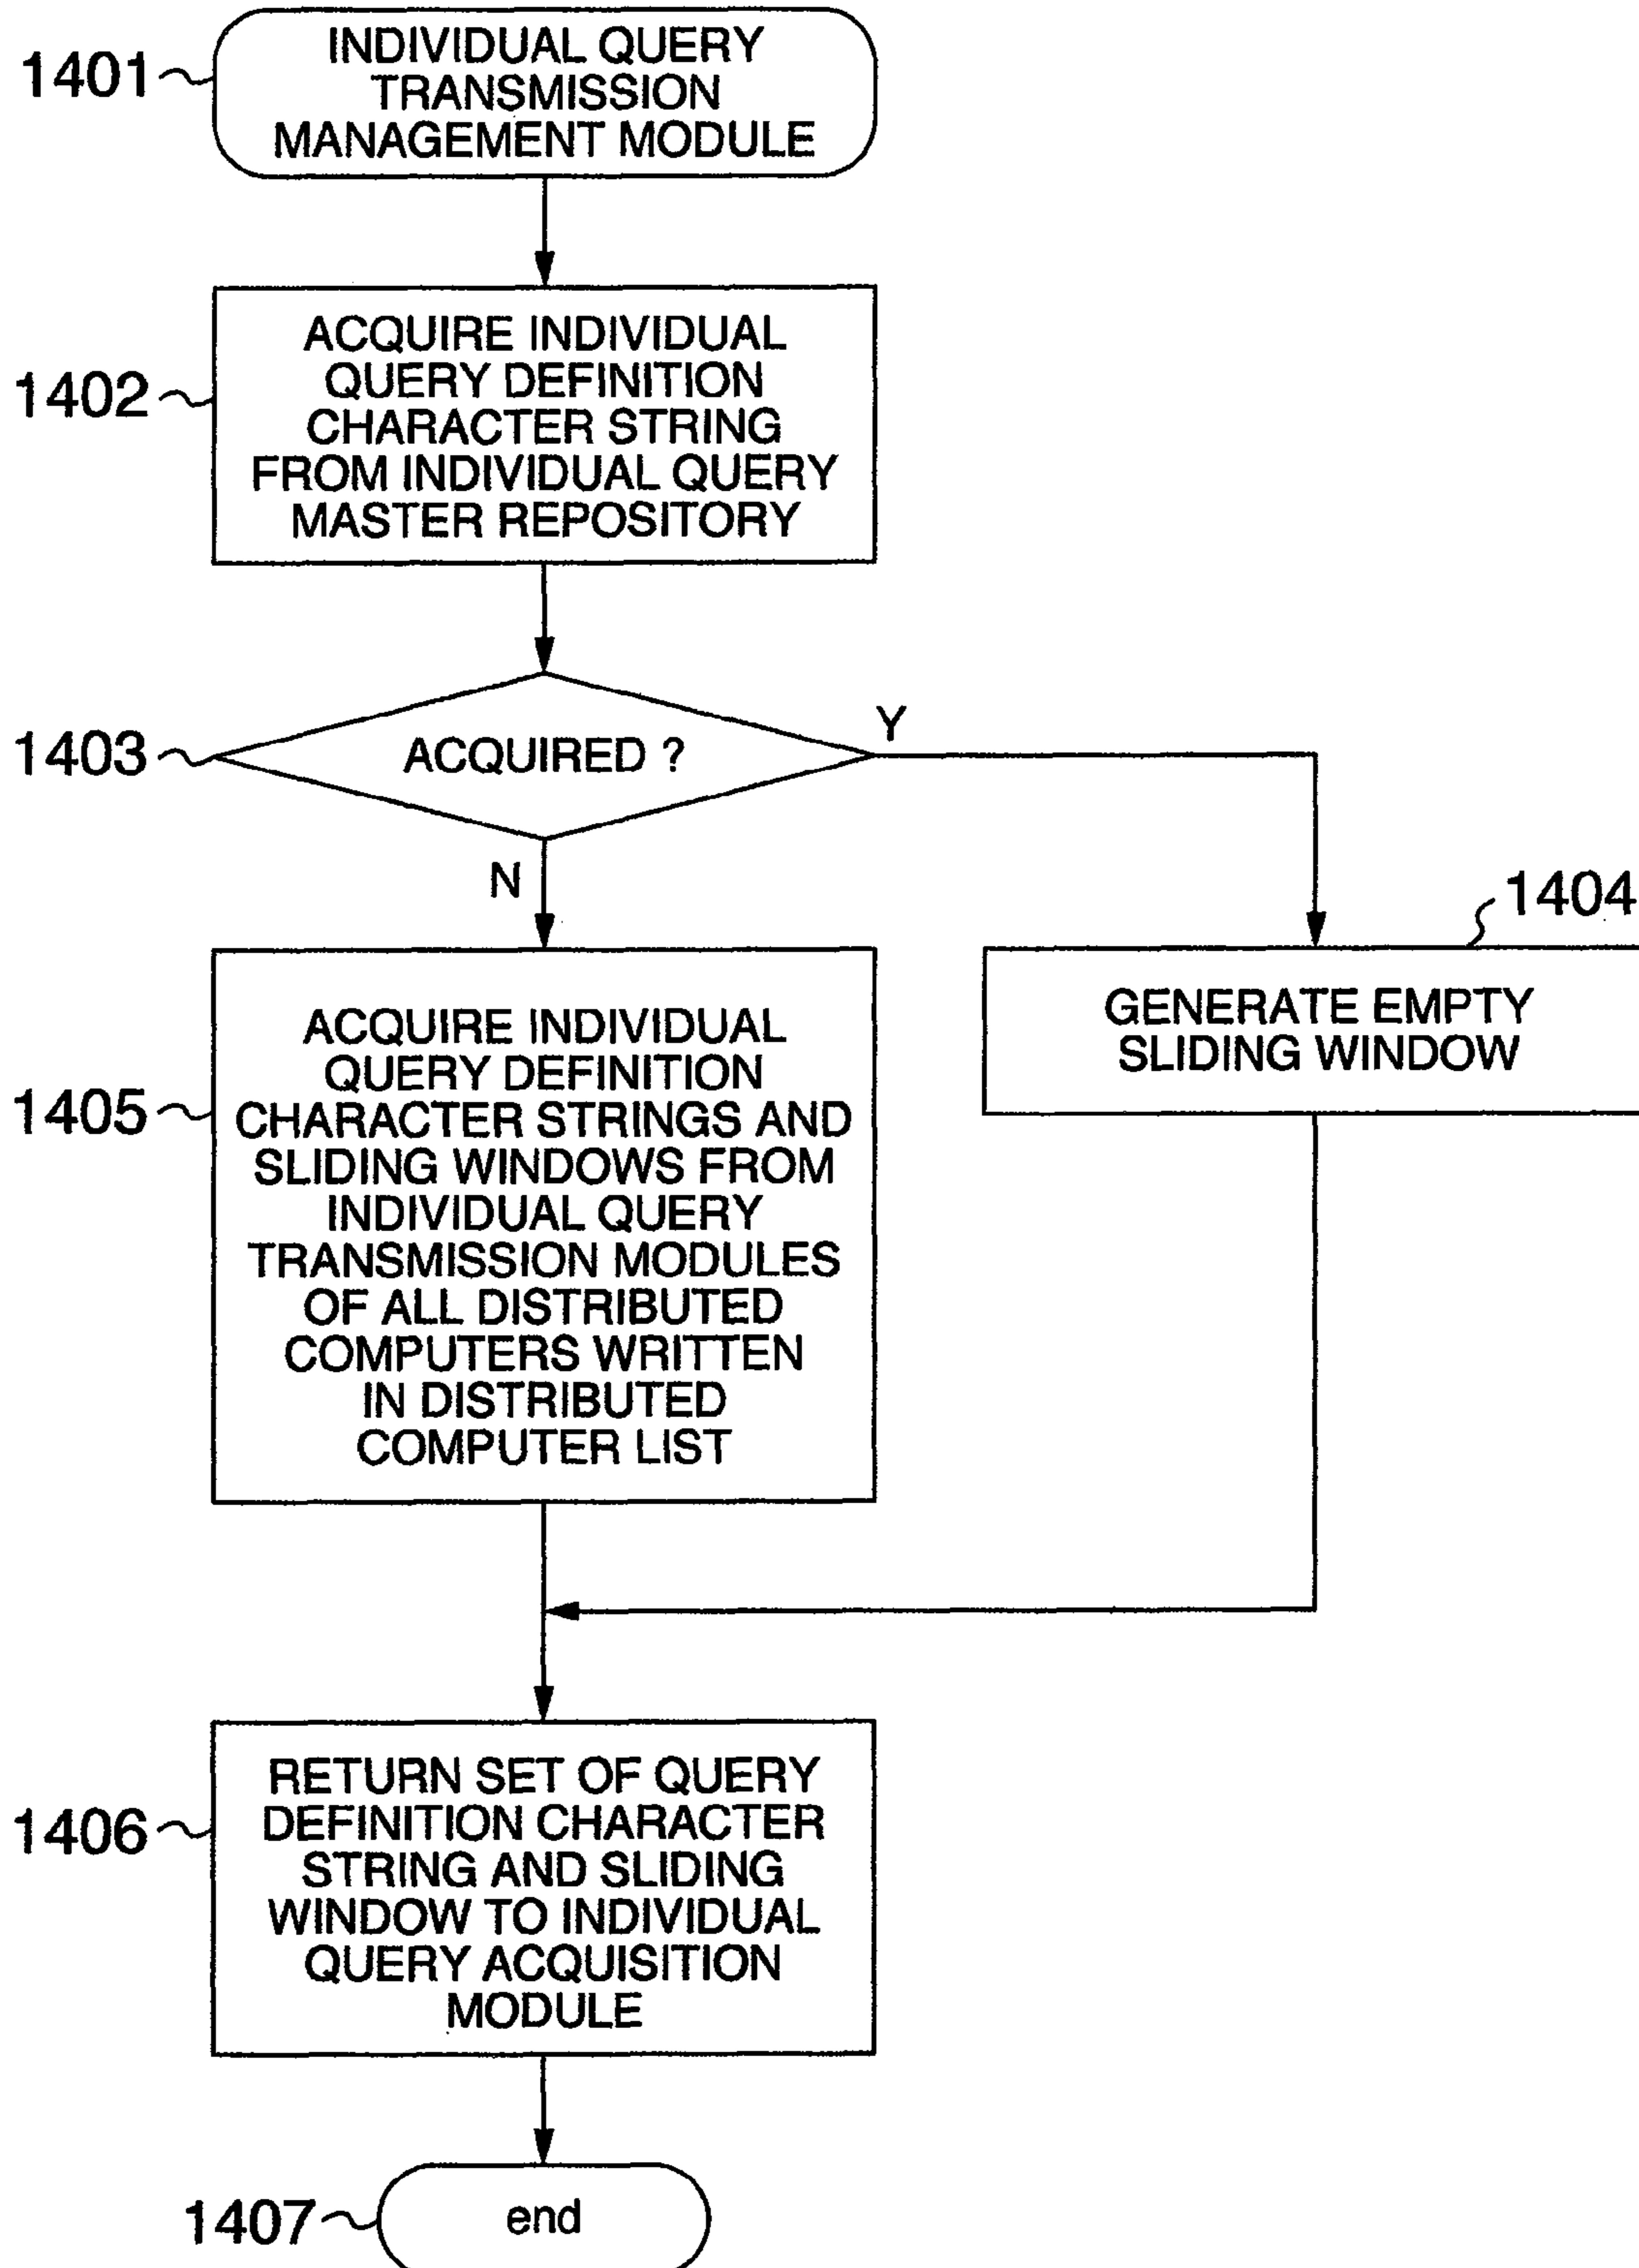 1401
INDIVIDUAL QUERY
TRANSMISSION
MANAGEMENT MODULE
1402
ACQUIRE INDIVIDUAL
QUERY DEFINITION
CHARACTER STRING
FROM INDIVIDUAL QUERY
MASTER REPOSITORY
1403
ACQUIRED ?
Y
N
1404
GENERATE EMPTY
SLIDING WINDOW
1405
ACQUIRE INDIVIDUAL
QUERY DEFINITION
CHARACTER STRINGS AND
SLIDING WINDOWS FROM
INDIVIDUAL QUERY
TRANSMISSION MODULES
OF ALL DISTRIBUTED
COMPUTERS WRITTEN
IN DISTRIBUTED
COMPUTER LIST
1406
RETURN SET OF QUERY
DEFINITION CHARACTER
STRING AND SLIDING
WINDOW TO INDIVIDUAL
QUERY ACQUISITION
MODULE
1407
end